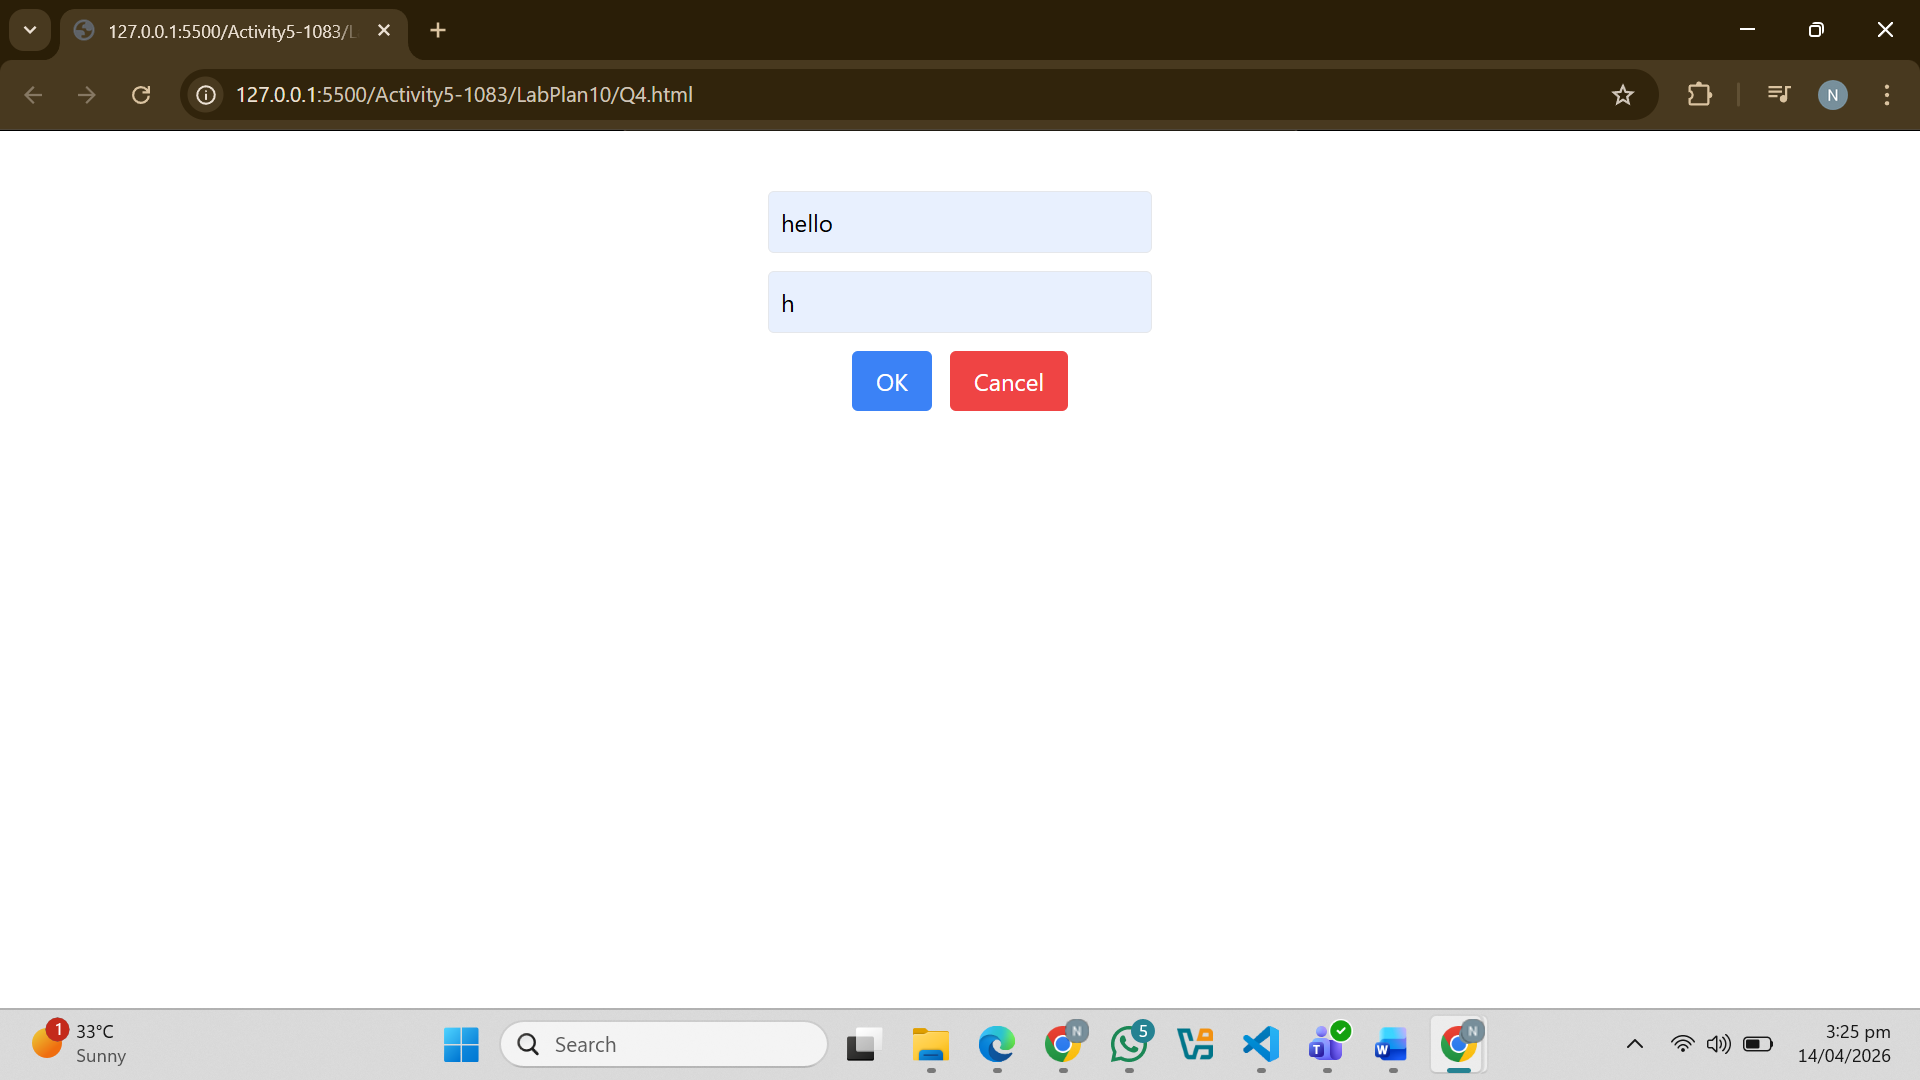 127.0.0.1:5500/Activity5-1083/L
127.0.0.1:5500/Activity5-1083/LabPlan10/Q4.html
N
hello
h
OK
Cancel
1
33°C
Sunny
Search
N
5
T
W
N
3:25 pm
14/04/2026